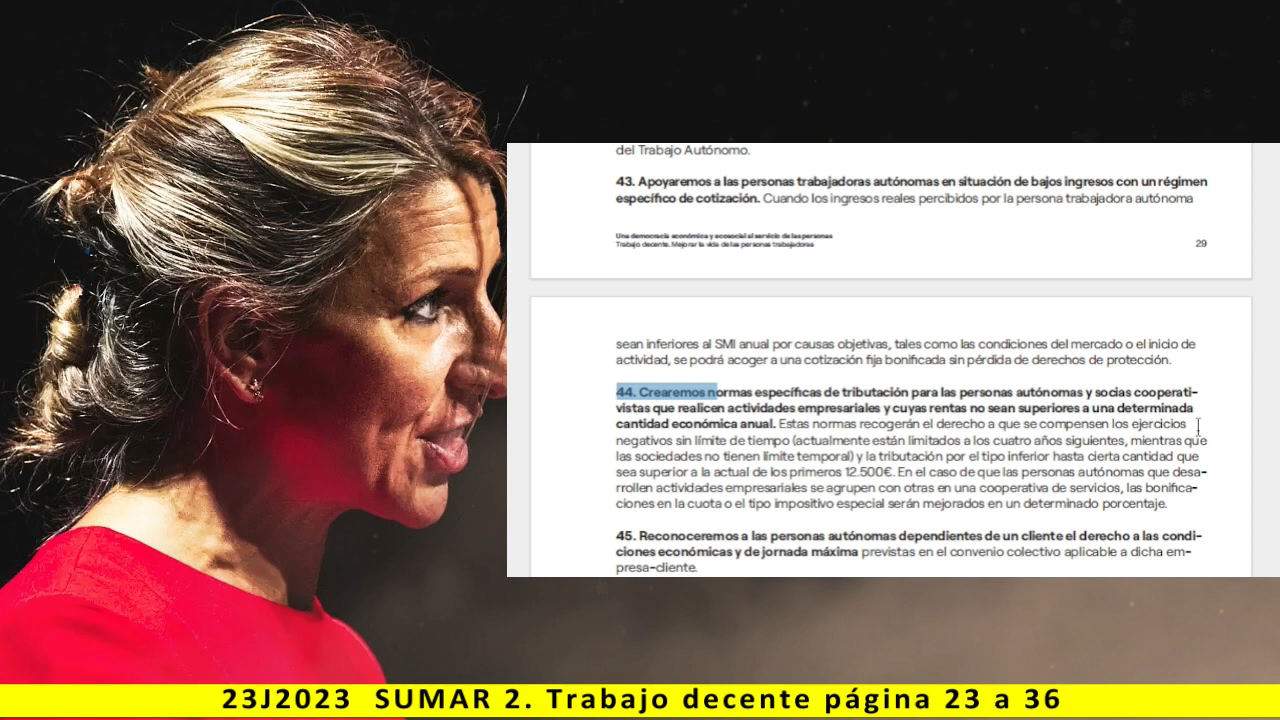 del Trabajo Autónomo.
43. Apoyaremos a las personas trabajadoras autónomas en situación de bajos ingresos con un régimen
específico de cotización. Cuando los ingresos reales percibidos por la persona trabajadora autónoma
Una democracia económica y ecosocial al servicio de las personas
Trabajo decente. Mejorar la vida de las personas trabajadoras
29
sean inferiores al SMI anual por causas objetivas, tales como las condiciones del mercado o el inicio de
actividad, se podrá acoger a una cotización fija bonificada sin pérdida de derechos de protección.
44. Crearemos normas específicas de tributación para las personas autónomas y socias cooperati-
vistas que realicen actividades empresariales y cuyas rentas no sean superiores a una determinada
cantidad económica anual. Estas normas recogerán el derecho a que se compensen los ejercicios
negativos sin límite de tiempo (actualmente están limitados a los cuatro años siguientes, mientras que
las sociedades no tienen límite temporal) y la tributación por el tipo inferior hasta cierta cantidad que
sea superior a la actual de los primeros 12.500€. En el caso de que las personas autónomas que desa-
rrollen actividades empresariales se agrupen con otras en una cooperativa de servicios, las bonifica-
ciones en la cuota o el tipo impositivo especial serán mejorados en un determinado porcentaje.
45. Reconoceremos a las personas autónomas dependientes de un cliente el derecho a las condi-
ciones económicas y de jornada máxima previstas en el convenio colectivo aplicable a dicha em-
presa-cliente.
23J2023 SUMAR 2. Trabajo decente página 23 a 36